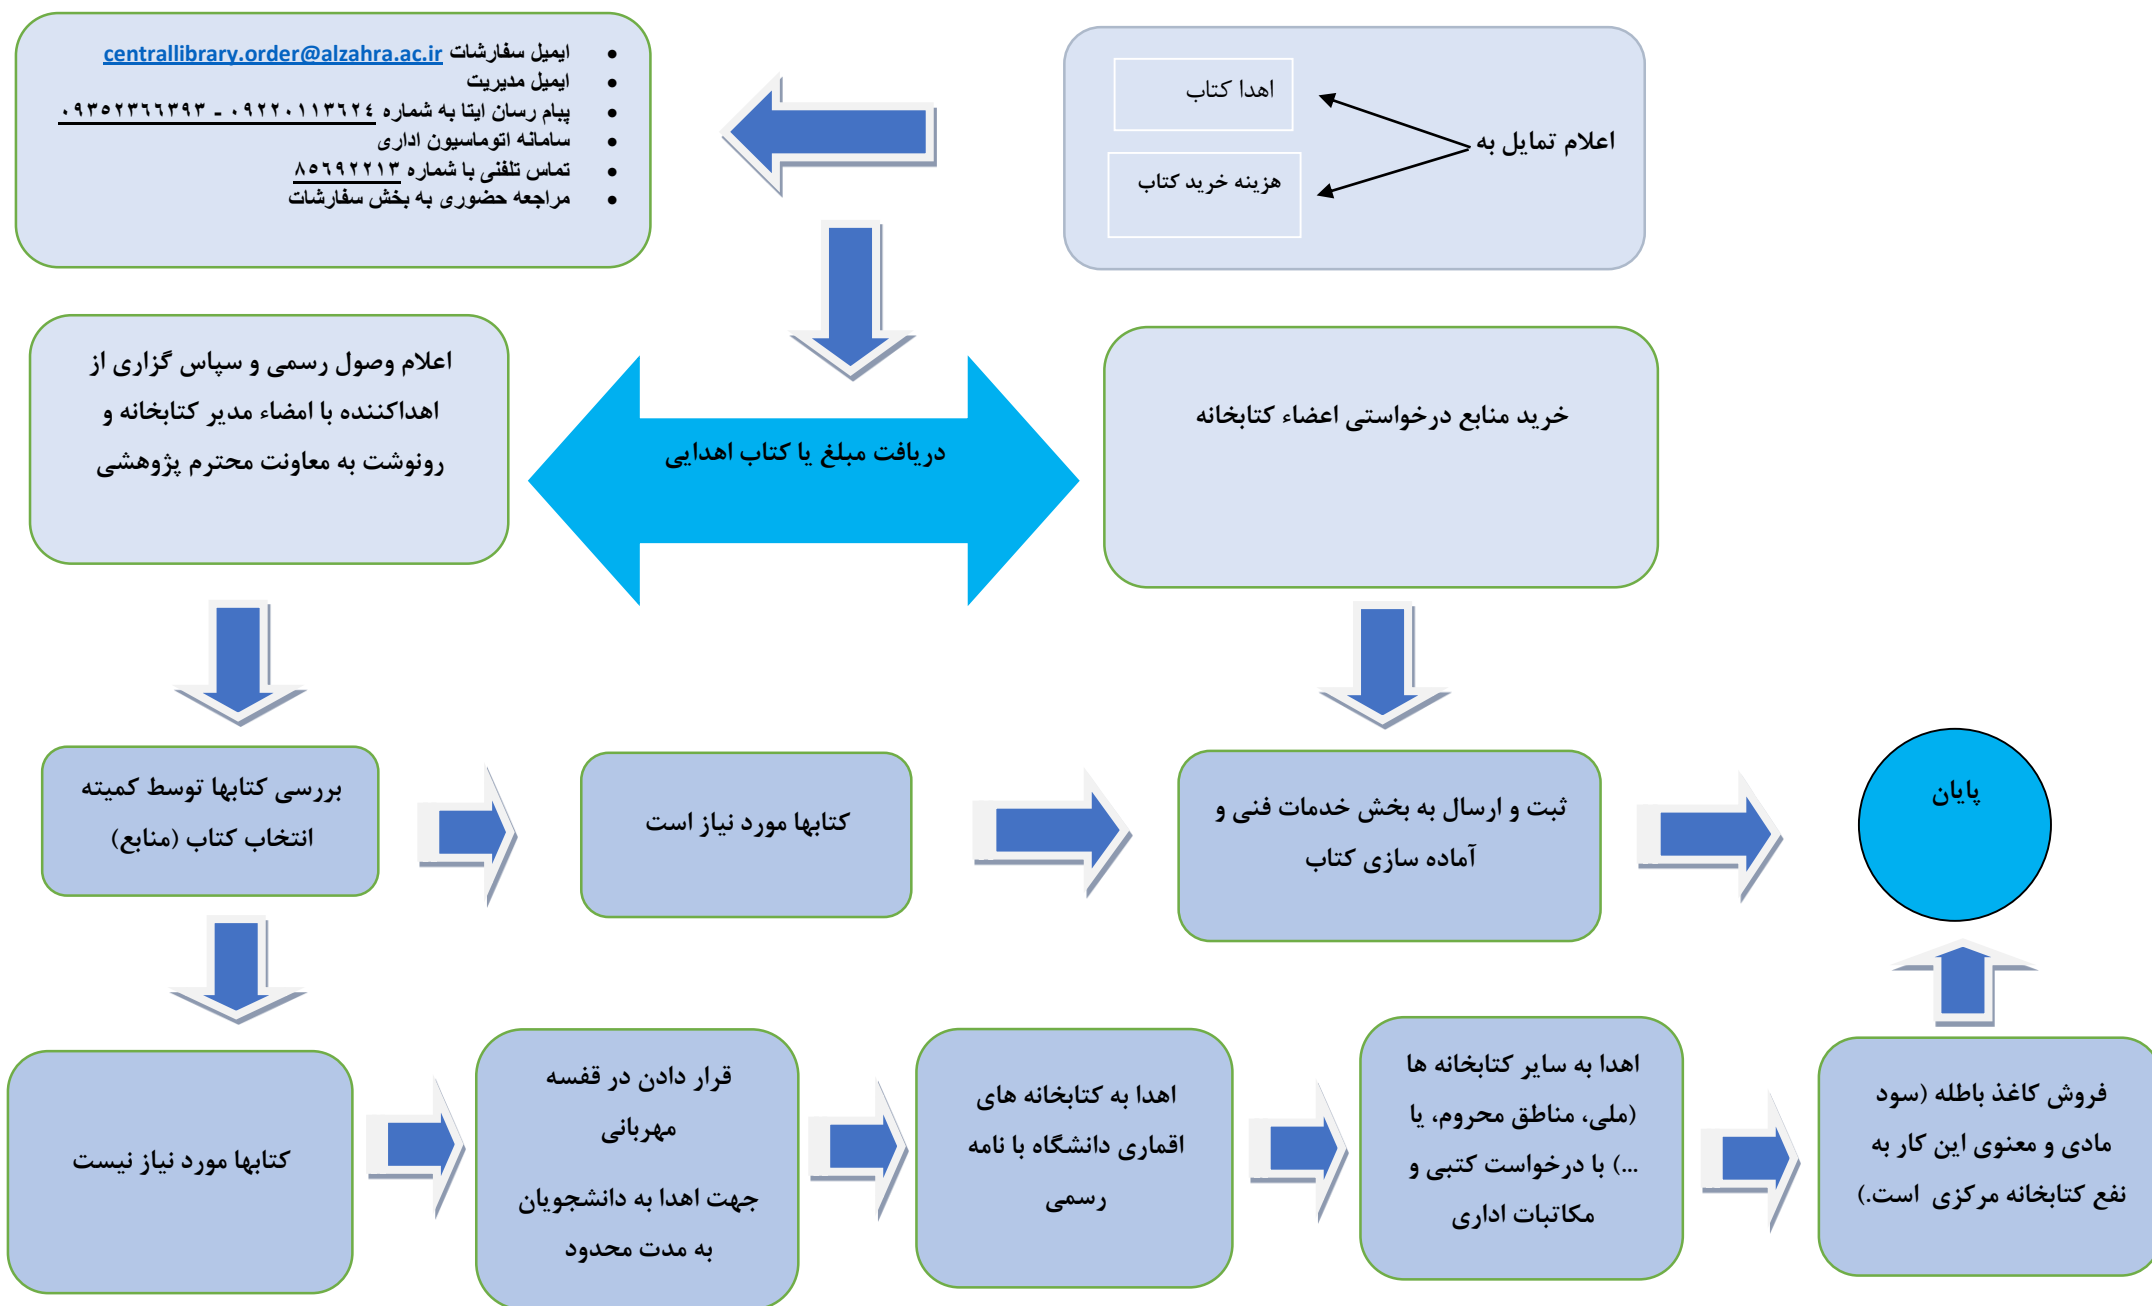 اعلام تمایل به
اهدا کتاب
هزینه خرید کتاب
• ایمیل سفارشات centrallibrary.order@alzahra.ac.ir
• ایمیل مدیریت
• پیام رسان ایتا به شماره ۰۹۲۲۰۱۱۳٦۲٤ - ۰۹۳٥۲۳٦٦۳۹۳
• سامانه اتوماسیون اداری
• تماس تلفنی با شماره ۸٥٦۹۲۲۱۳
• مراجعه حضوری به بخش سفارشات
دریافت مبلغ یا کتاب اهدایی
خرید منابع درخواستی اعضاء کتابخانه
اعلام وصول رسمی و سپاس گزاری از
اهداکننده با امضاء مدیر کتابخانه و
رونوشت به معاونت محترم پژوهشی
بررسی کتابها توسط کمیته
انتخاب کتاب (منابع)
کتابها مورد نیاز است
ثبت و ارسال به بخش خدمات فنی و
آماده سازی کتاب
پایان
کتابها مورد نیاز نیست
قرار دادن در قفسه
مهربانی
جهت اهدا به دانشجویان
به مدت محدود
اهدا به کتابخانه های
اقماری دانشگاه با نامه
رسمی
اهدا به سایر کتابخانه ها
(ملی، مناطق محروم، یا
...) با درخواست کتبی و
مکاتبات اداری
فروش کاغذ باطله (سود
مادی و معنوی این کار به
نفع کتابخانه مرکزی است.)